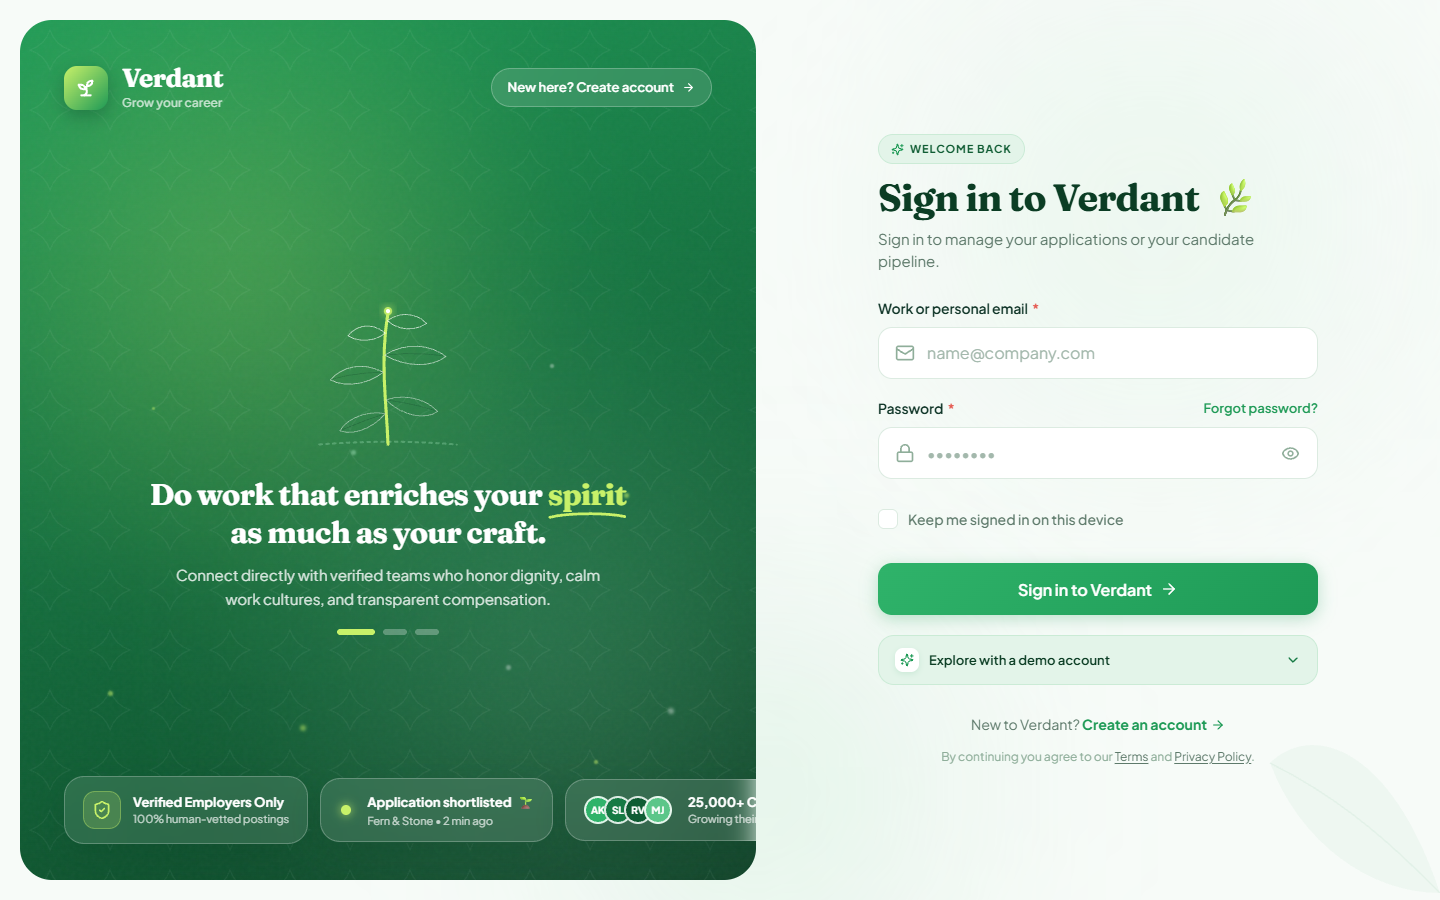 Verdant
Grow your career
New here? Create account →
Do work that enriches your spirit
as much as your craft.
Connect directly with verified teams who honor dignity, calm
work cultures, and transparent compensation.
Verified Employers Only
100% human-vetted postings
Application shortlisted 🌱
Fern & Stone • 2 min ago
AK SL RV MJ
25,000+
Growing
WELCOME BACK
Sign in to Verdant 🌿
Sign in to manage your applications or your candidate
pipeline.
Work or personal email *
name@company.com
Password *
Forgot password?
••••••••
Keep me signed in on this device
Sign in to Verdant →
Explore with a demo account
New to Verdant? Create an account →
By continuing you agree to our Terms and Privacy Policy.